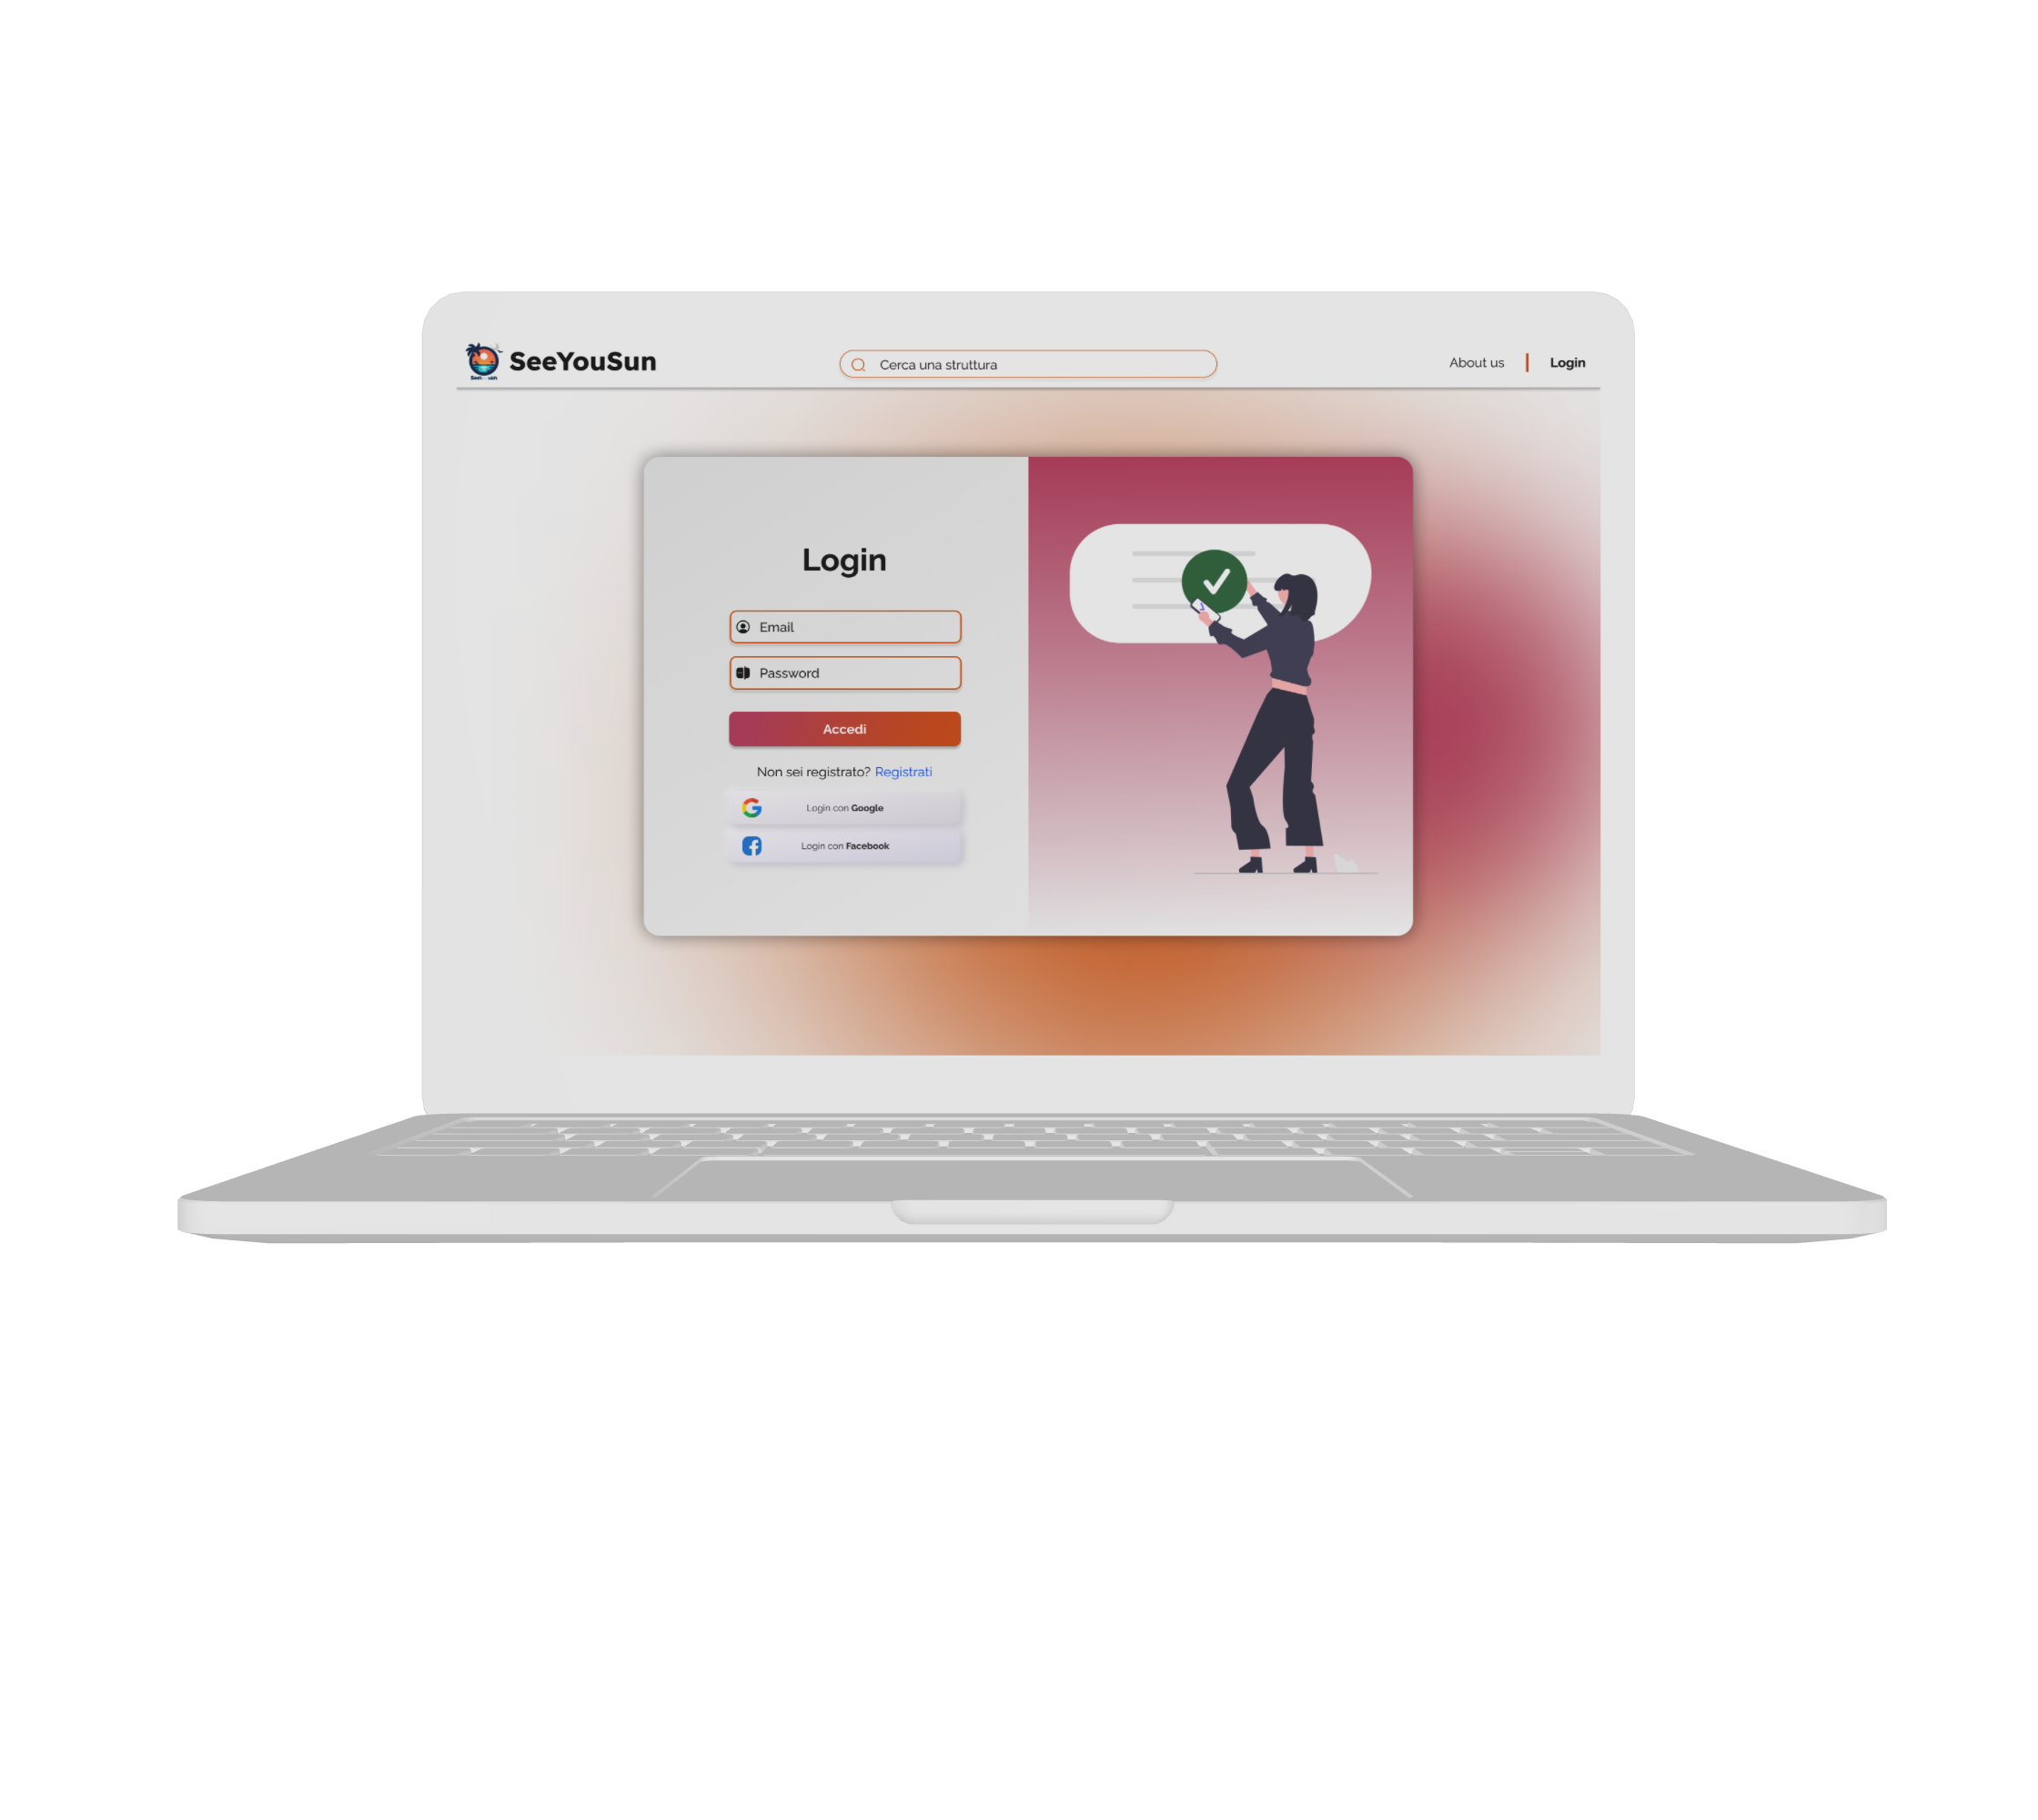 SeeYouSun
Cerca una struttura
About us
Login
Login
Email
Password
Accedi
Non sei registrato? Registrati
Login con Google
Login con Facebook